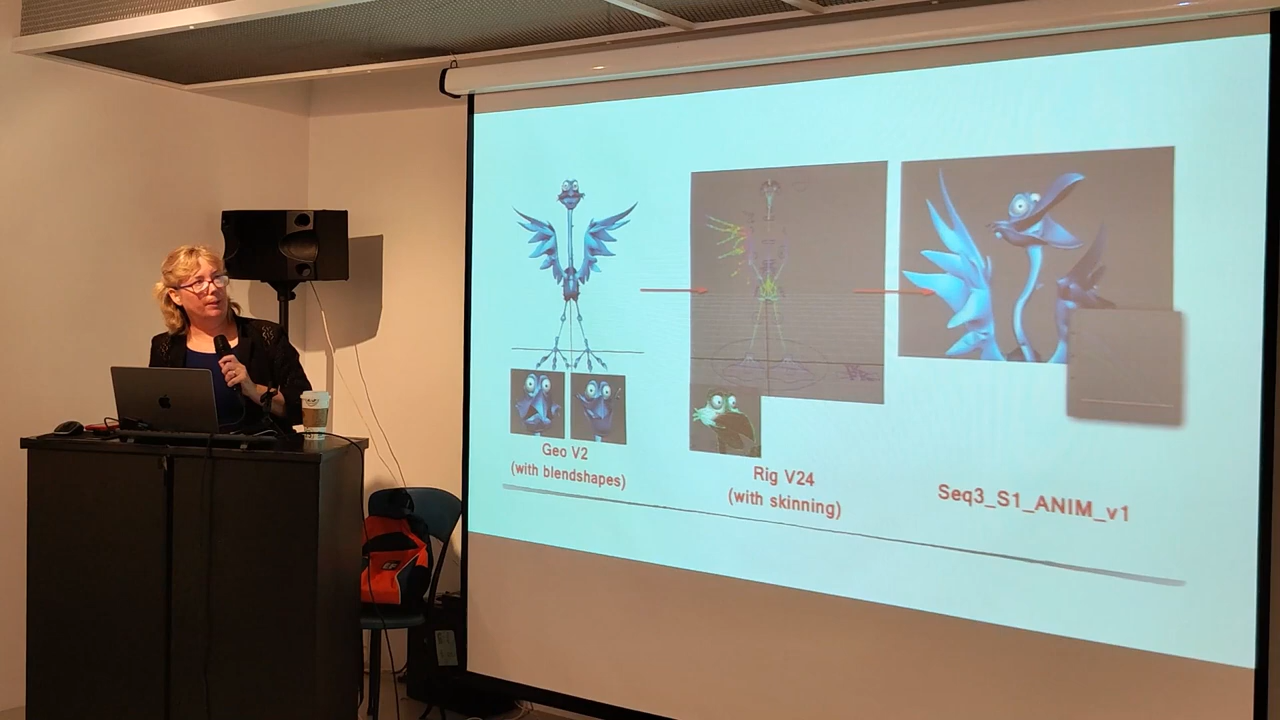 Geo V2
(with blendshapes)
Rig V24
(with skinning)
Seq3_S1_ANIM_v1